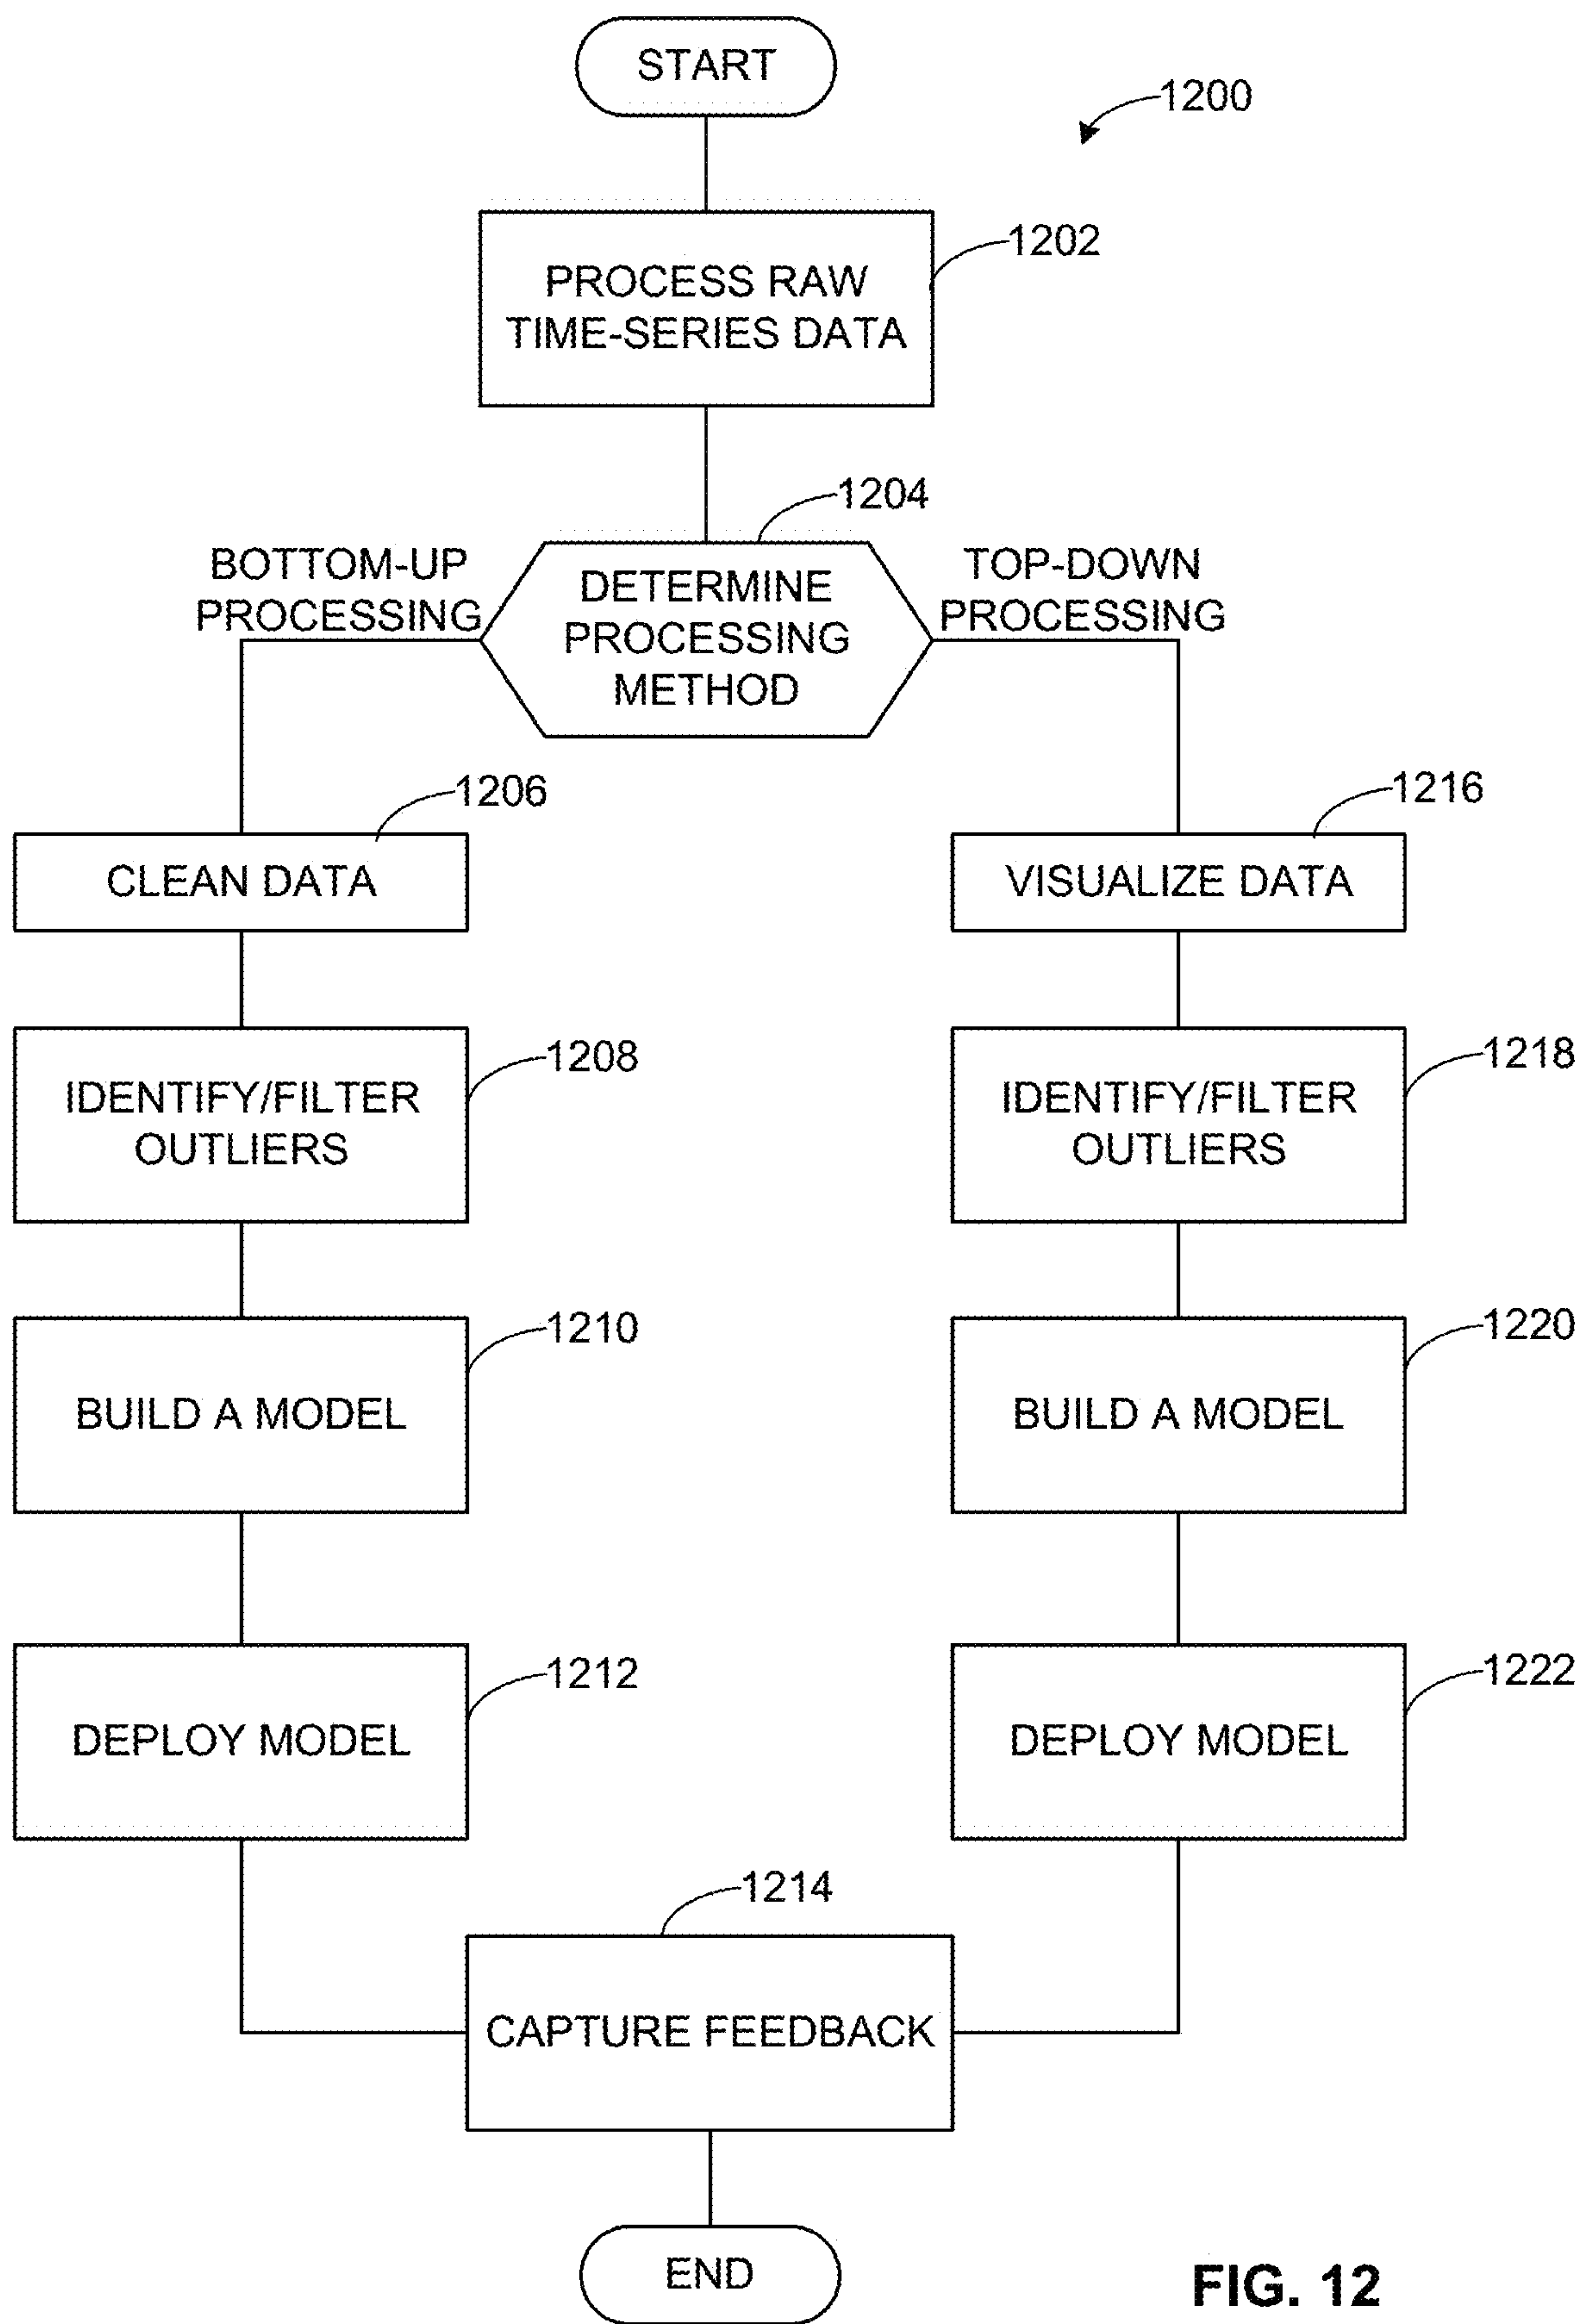 START
1200
PROCESS RAW
TIME-SERIES DATA
1202
1204
BOTTOM-UP
PROCESSING
DETERMINE
PROCESSING
METHOD
TOP-DOWN
PROCESSING
1206
CLEAN DATA
1216
VISUALIZE DATA
1208
IDENTIFY/FILTER
OUTLIERS
1218
IDENTIFY/FILTER
OUTLIERS
1210
BUILD A MODEL
1220
BUILD A MODEL
1212
DEPLOY MODEL
1222
DEPLOY MODEL
1214
CAPTURE FEEDBACK
END
FIG. 12